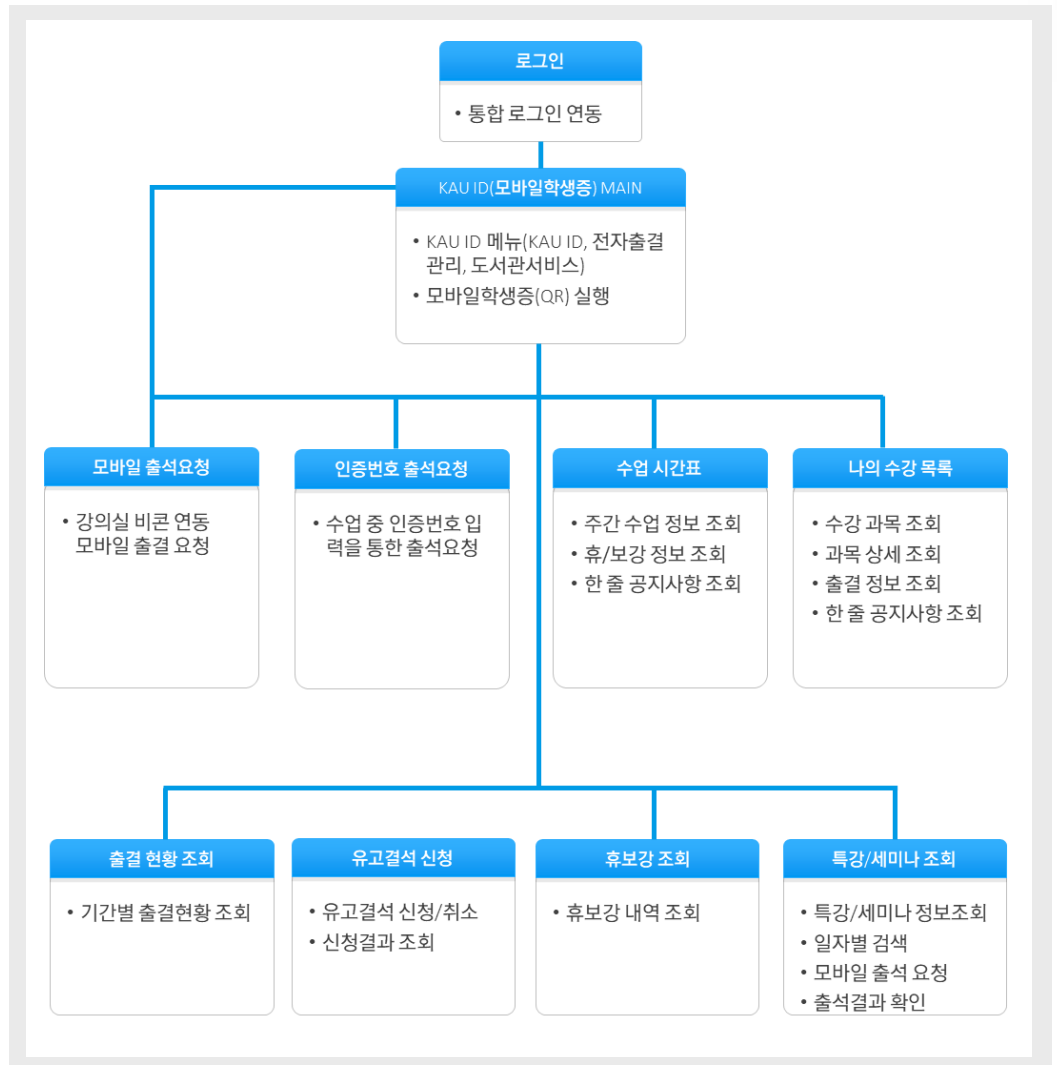 로그인
• 통합 로그인 연동
KAU ID(모바일학생증) MAIN
• KAU ID 메뉴(KAU ID, 전자출결
관리, 도서관서비스)
• 모바일학생증(QR) 실행
모바일 출석요청
• 강의실 비콘 연동
모바일 출결 요청
인증번호 출석요청
• 수업 중 인증번호 입
력을 통한 출석요청
수업 시간표
• 주간 수업 정보 조회
• 휴/보강 정보 조회
• 한 줄 공지사항 조회
나의 수강 목록
• 수강 과목 조회
• 과목 상세 조회
• 출결 정보 조회
• 한 줄 공지사항 조회
출결 현황 조회
• 기간별 출결현황 조회
유고결석 신청
• 유고결석 신청/취소
• 신청결과 조회
휴보강 조회
• 휴보강 내역 조회
특강/세미나 조회
• 특강/세미나 정보조회
• 일자별 검색
• 모바일 출석 요청
• 출석결과 확인